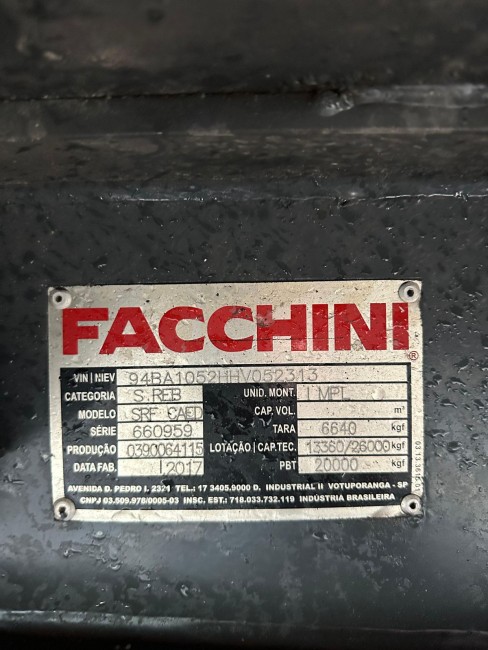 FACCHINI ®
VIN | NIEV 94BA1052HHV052313
CATEGORIA S.REB UNID. MONT. 1 MPL
MODELO SRF CAED CAP. VOL. m³
SÉRIE 660959 TARA 6640 kgf
PRODUÇÃO 0390064115 LOTAÇÃO | CAP.TEC. 13360/26000 kgf
DATA FAB. 2017 PBT 20000 kgf
AVENIDA D. PEDRO I. 2321 TEL.: 17 3405.9000 D. INDUSTRIAL II VOTUPORANGA - SP
CNPJ 03.509.978/0005-03 INSC. EST.: 718.033.732.119 INDÚSTRIA BRASILEIRA